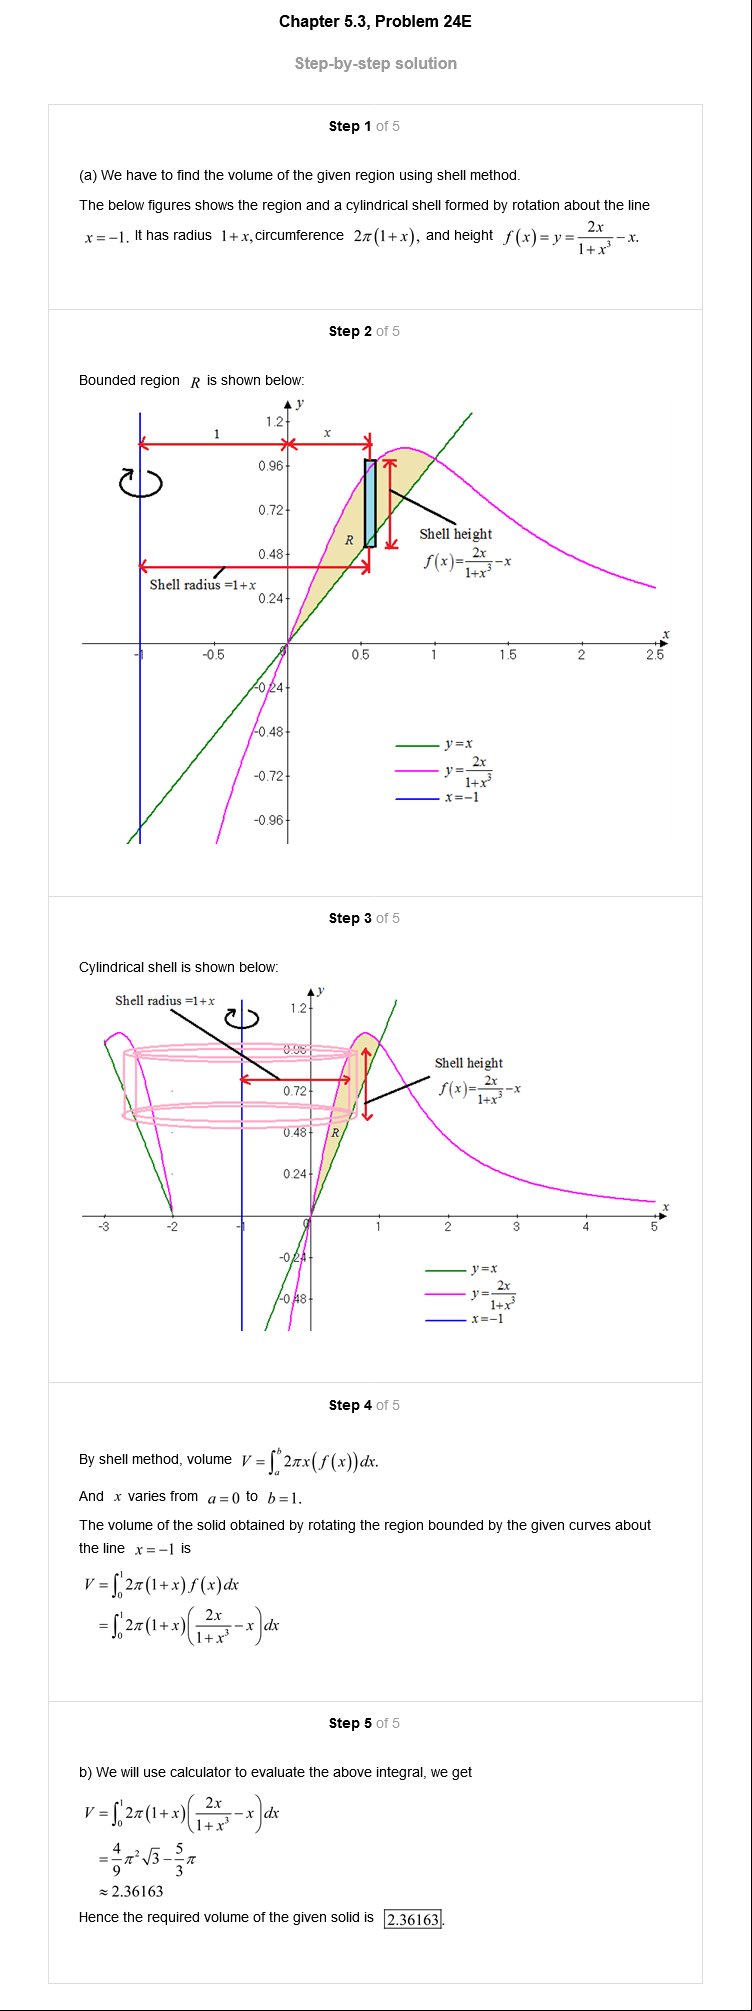 Chapter 5.3, Problem 24E
Step-by-step solution
Step 1 of 5
(a) We have to find the volume of the given region using shell method.
The below figures shows the region and a cylindrical shell formed by rotation about the line
x = −1. It has radius 1 + x, circumference 2π(1 + x), and height f(x) = y = 2x/(1 + x³) − x.
Step 2 of 5
Bounded region R is shown below:
y
1.2
1
x
0.96
0.72
Shell height
R
0.48
f(x)=2x/(1+x³)−x
Shell radius =1+x
0.24
x
-1
-0.5
0
0.5
1
1.5
2
2.5
-0.24
-0.48
-0.72
-0.96
y=x
y=2x/(1+x³)
x=−1
Step 3 of 5
Cylindrical shell is shown below:
Shell radius =1+x
y
1.2
0.96
Shell height
0.72
f(x)=2x/(1+x³)−x
0.48
R
0.24
x
-3
-2
-1
0
1
2
3
4
5
-0.24
-0.48
y=x
y=2x/(1+x³)
x=−1
Step 4 of 5
By shell method, volume V = ∫ₐᵇ 2πx(f(x))dx.
And x varies from a = 0 to b = 1.
The volume of the solid obtained by rotating the region bounded by the given curves about
the line x = −1 is
V = ∫₀¹ 2π(1 + x) f(x) dx
= ∫₀¹ 2π(1 + x)(2x/(1 + x³) − x) dx
Step 5 of 5
b) We will use calculator to evaluate the above integral, we get
V = ∫₀¹ 2π(1 + x)(2x/(1 + x³) − x) dx
= 4/9 π²√3 − 5/3 π
≈ 2.36163
Hence the required volume of the given solid is 2.36163.